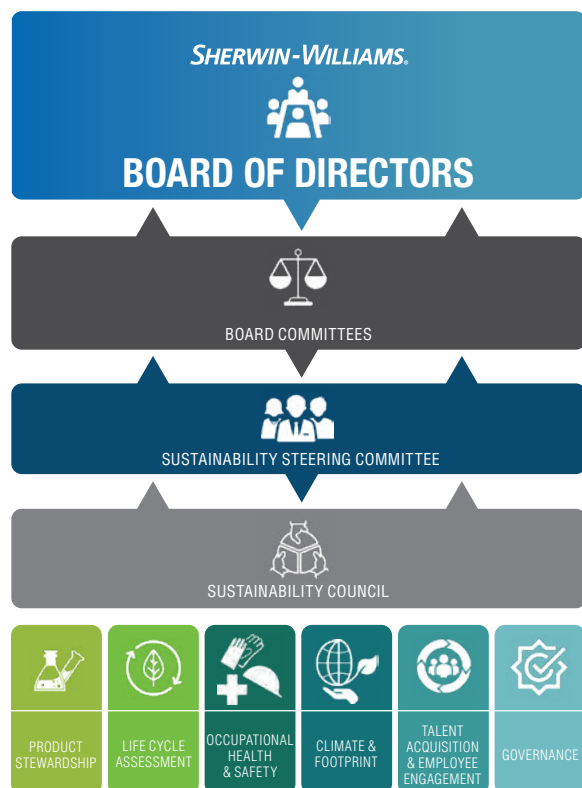 SHERWIN-WILLIAMS.
BOARD OF DIRECTORS
BOARD COMMITTEES
SUSTAINABILITY STEERING COMMITTEE
SUSTAINABILITY COUNCIL
PRODUCT
STEWARDSHIP
LIFE CYCLE
ASSESSMENT
OCCUPATIONAL
HEALTH
& SAFETY
CLIMATE &
FOOTPRINT
TALENT
ACQUISITION
& EMPLOYEE
ENGAGEMENT
GOVERNANCE